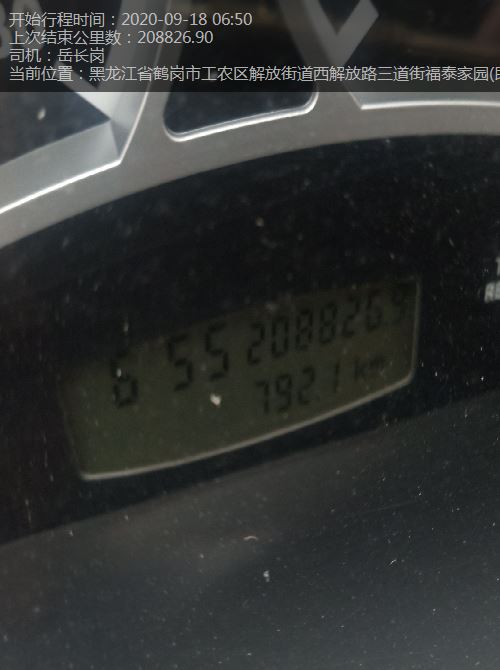 开始行程时间：2020-09-18 06:50
上次结束公里数：208826.90
司机：岳长岗
当前位置：黑龙江省鹤岗市工农区解放街道西解放路三道街福泰家园(
6 55 208826.9
792.1 km